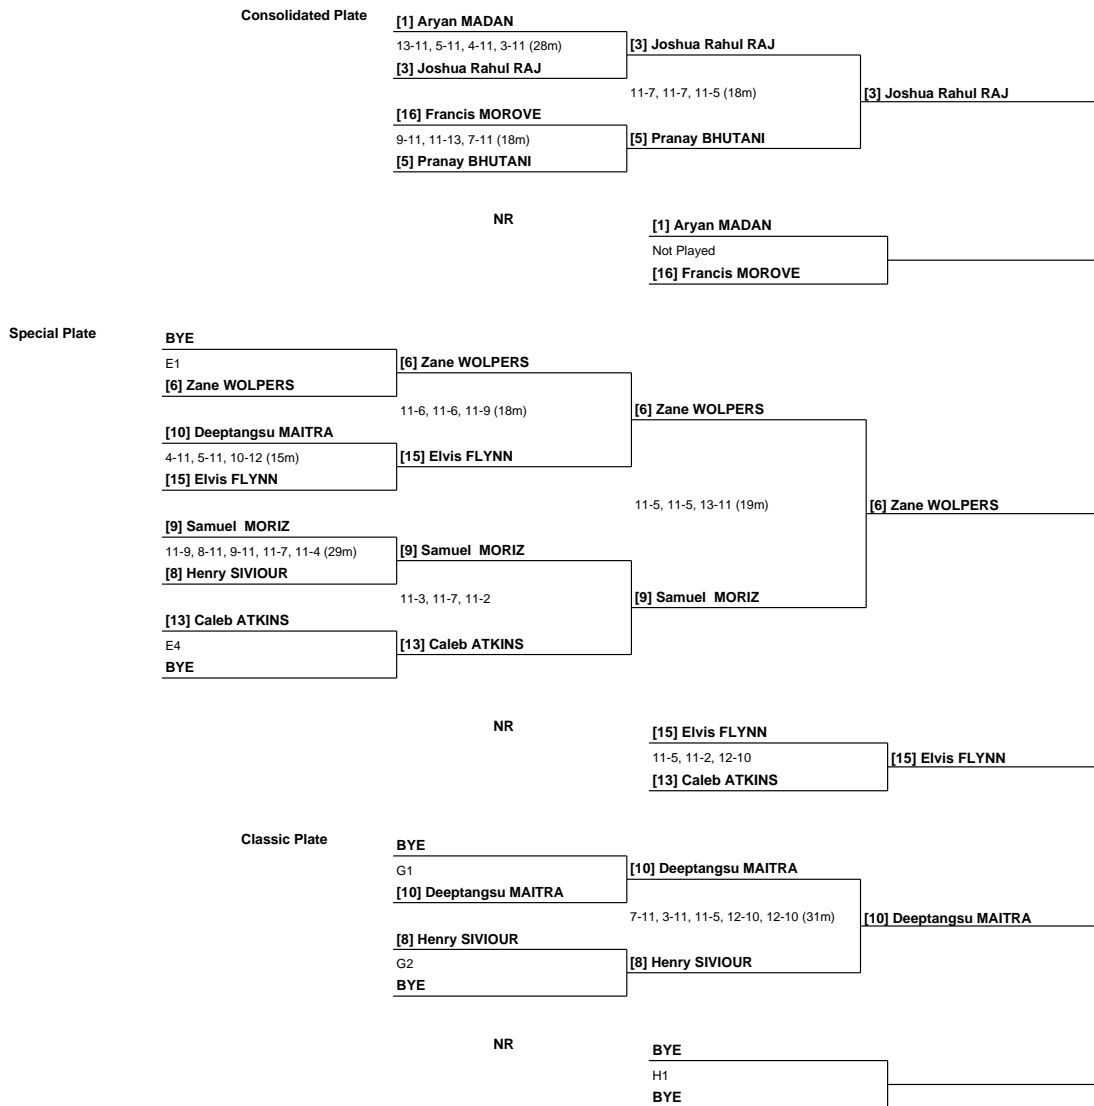 Consolidated Plate
[1] Aryan MADAN
13-11, 5-11, 4-11, 3-11 (28m)
[3] Joshua Rahul RAJ
[3] Joshua Rahul RAJ
11-7, 11-7, 11-5 (18m)
[3] Joshua Rahul RAJ
[16] Francis MOROVE
9-11, 11-13, 7-11 (18m)
[5] Pranay BHUTANI
[5] Pranay BHUTANI
NR
[1] Aryan MADAN
Not Played
[16] Francis MOROVE
Special Plate
BYE
E1
[6] Zane WOLPERS
[6] Zane WOLPERS
11-6, 11-6, 11-9 (18m)
[6] Zane WOLPERS
[10] Deeptangsu MAITRA
4-11, 5-11, 10-12 (15m)
[15] Elvis FLYNN
[15] Elvis FLYNN
11-5, 11-5, 13-11 (19m)
[6] Zane WOLPERS
[9] Samuel  MORIZ
11-9, 8-11, 9-11, 11-7, 11-4 (29m)
[9] Samuel  MORIZ
[8] Henry SIVIOUR
11-3, 11-7, 11-2
[9] Samuel  MORIZ
[13] Caleb ATKINS
E4
[13] Caleb ATKINS
BYE
NR
[15] Elvis FLYNN
11-5, 11-2, 12-10
[15] Elvis FLYNN
[13] Caleb ATKINS
Classic Plate
BYE
G1
[10] Deeptangsu MAITRA
[10] Deeptangsu MAITRA
7-11, 3-11, 11-5, 12-10, 12-10 (31m)
[10] Deeptangsu MAITRA
[8] Henry SIVIOUR
G2
[8] Henry SIVIOUR
BYE
NR
BYE
H1
BYE